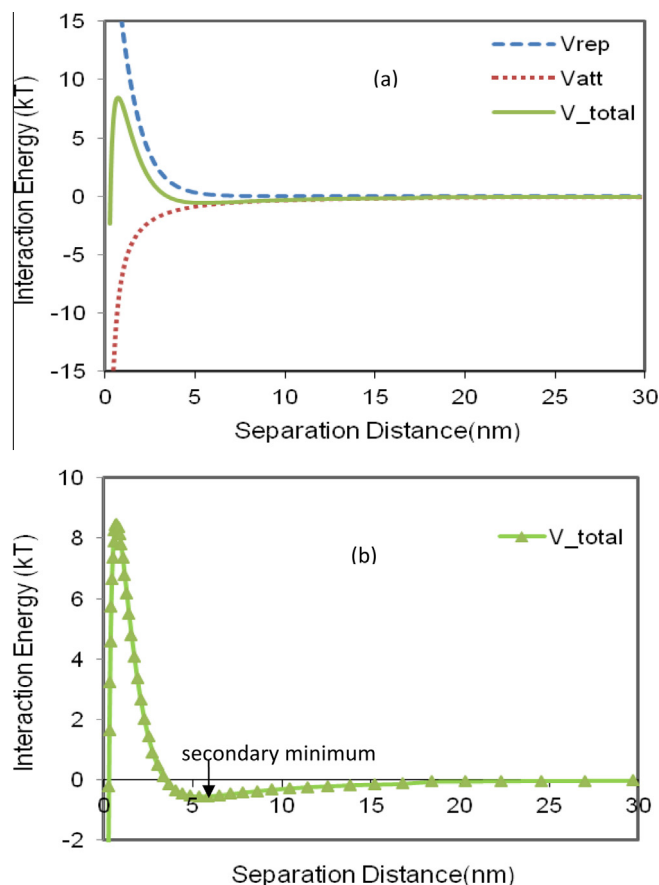 15
10
5
0
-5
-10
-15
Interaction Energy (kT)
(a)
Vrep
Vatt
V_total
0 5 10 15 20 25 30
Separation Distance(nm)
10
8
6
4
2
0
-2
Interaction Energy (kT)
(b)
V_total
secondary minimum
0 5 10 15 20 25 30
Separation Distance(nm)